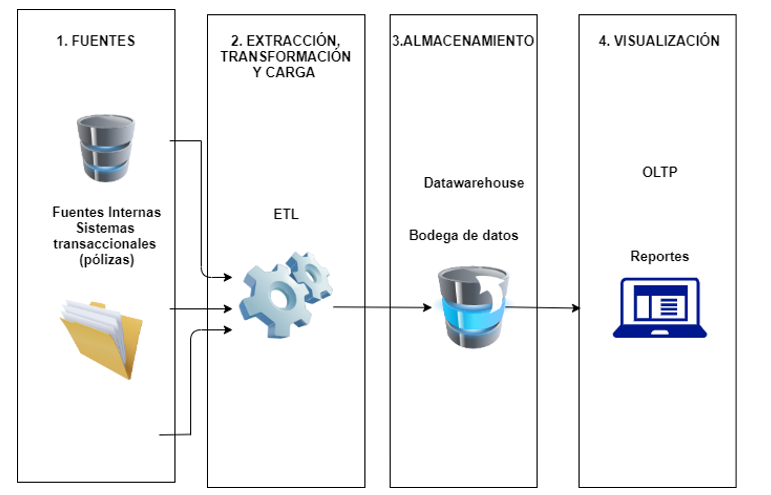 1. FUENTES
Fuentes Internas
Sistemas
transaccionales
(pólizas)
2. EXTRACCIÓN,
TRANSFORMACIÓN
Y CARGA
ETL
3.ALMACENAMIENTO
Datawarehouse
Bodega de datos
4. VISUALIZACIÓN
OLTP
Reportes